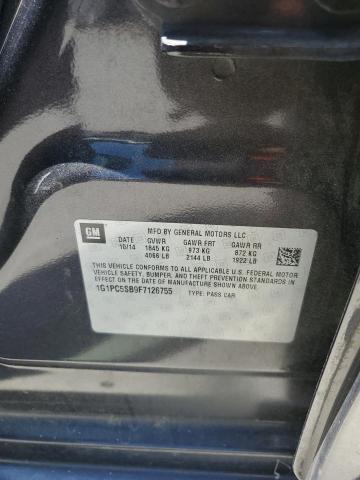 GM
MFD BY GENERAL MOTORS LLC
DATE GVWR GAWR FRT GAWR RR
10/14 1845 KG 973 KG 872 KG
4066 LB 2144 LB 1922 LB
THIS VEHICLE CONFORMS TO ALL APPLICABLE U.S. FEDERAL MOTOR
VEHICLE SAFETY, BUMPER, AND THEFT PREVENTION STANDARDS
IN EFFECT ON THE DATE OF MANUFACTURE SHOWN ABOVE.
1G1PC5SB9F7126755 TYPE: PASS CAR